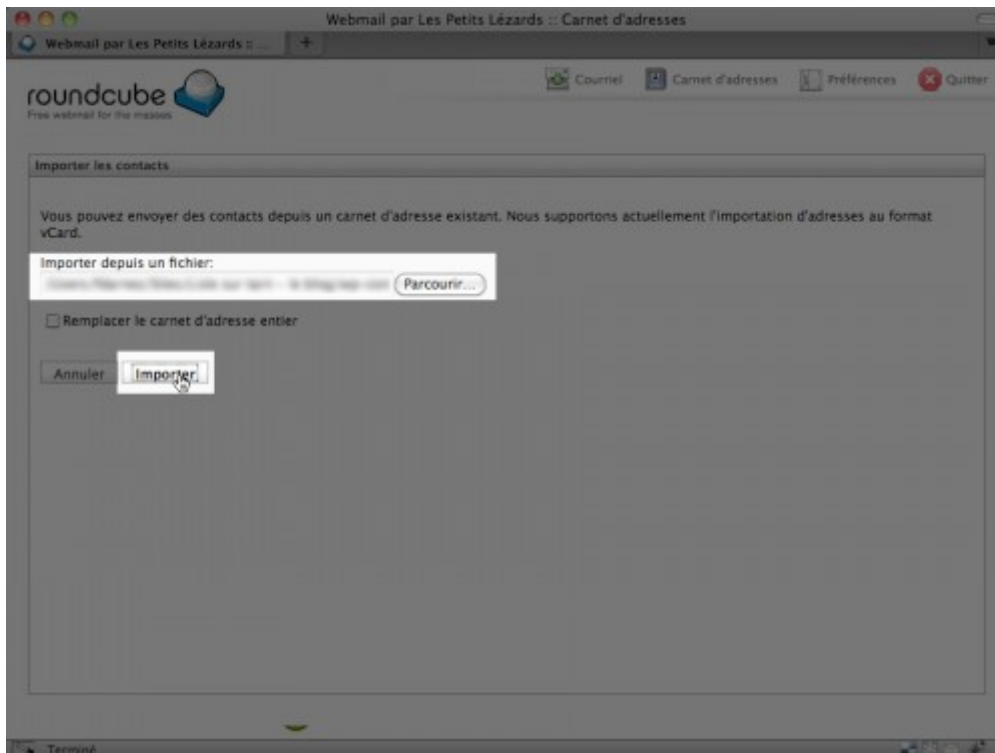 Webmail par Les Petits Lézards :: Carnet d'adresses
Webmail par Les Petits Lézards :: ...
roundcube
Free webmail for the masses
Courriel
Carnet d'adresses
Préférences
Quitter
Importer les contacts
Vous pouvez envoyer des contacts depuis un carnet d'adresse existant. Nous supportons actuellement l'importation d'adresses au format
vCard.
Importer depuis un fichier:
Parcourir...
Remplacer le carnet d'adresse entier
Annuler
Importer
Terminé